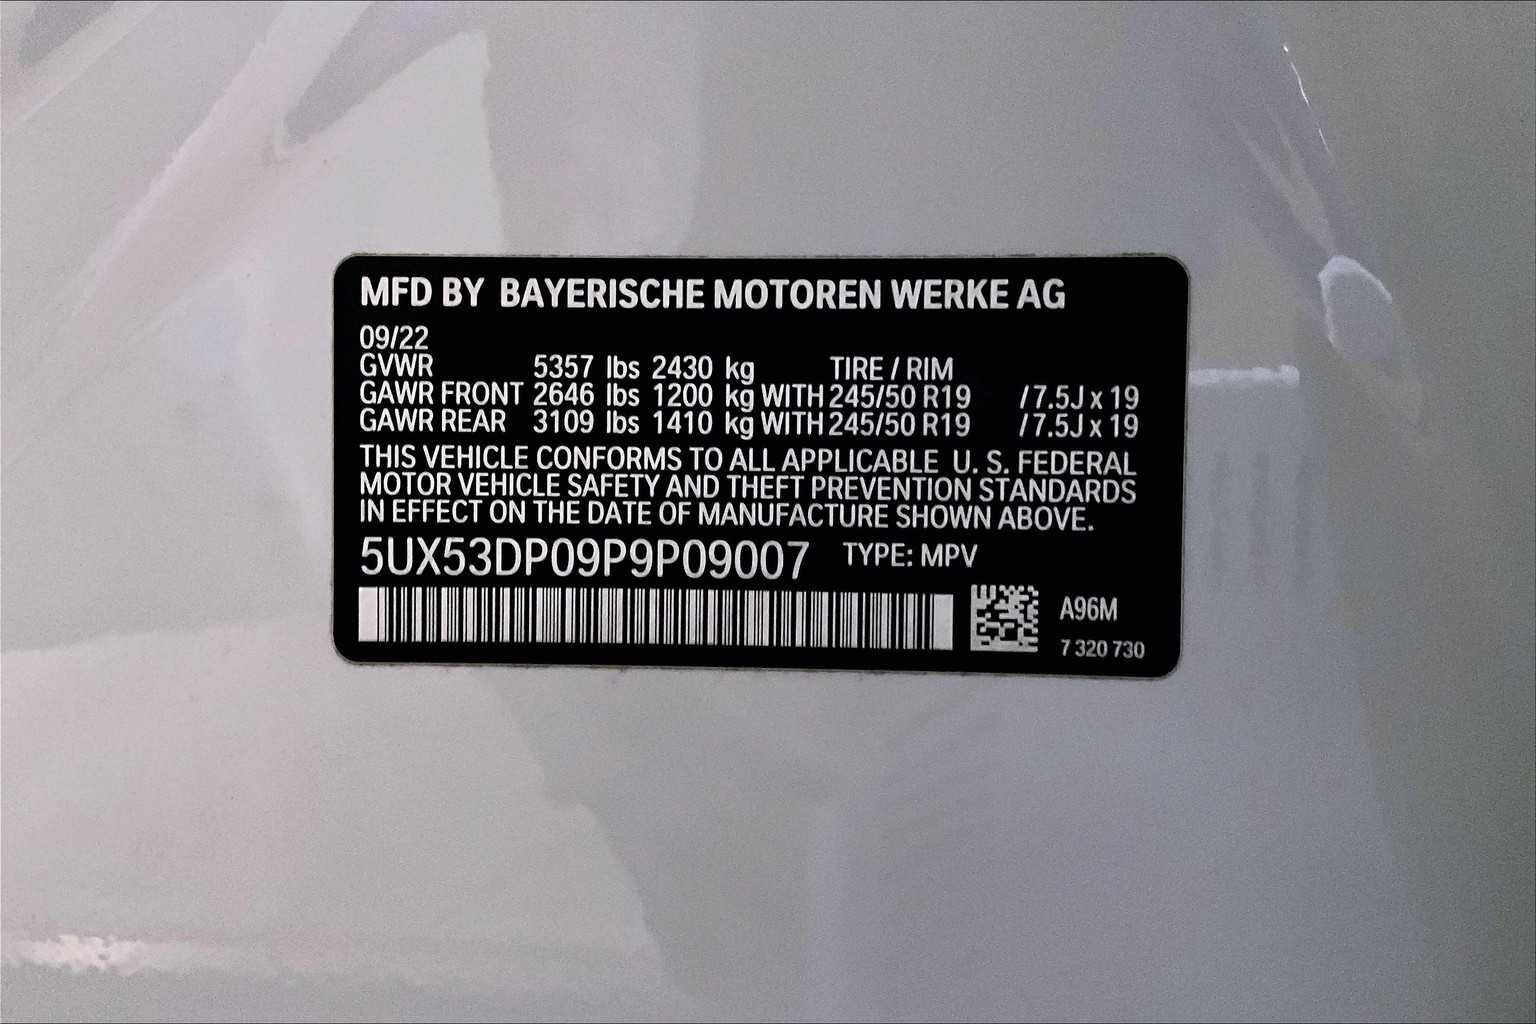 MFD BY BAYERISCHE MOTOREN WERKE AG
09/22
GVWR 5357 lbs 2430 kg TIRE / RIM
GAWR FRONT 2646 lbs 1200 kg WITH 245/50 R19 / 7.5J x 19
GAWR REAR 3109 lbs 1410 kg WITH 245/50 R19 / 7.5J x 19
THIS VEHICLE CONFORMS TO ALL APPLICABLE U. S. FEDERAL
MOTOR VEHICLE SAFETY AND THEFT PREVENTION STANDARDS
IN EFFECT ON THE DATE OF MANUFACTURE SHOWN ABOVE.
5UX53DP09P9P09007 TYPE: MPV
A96M
7 320 730